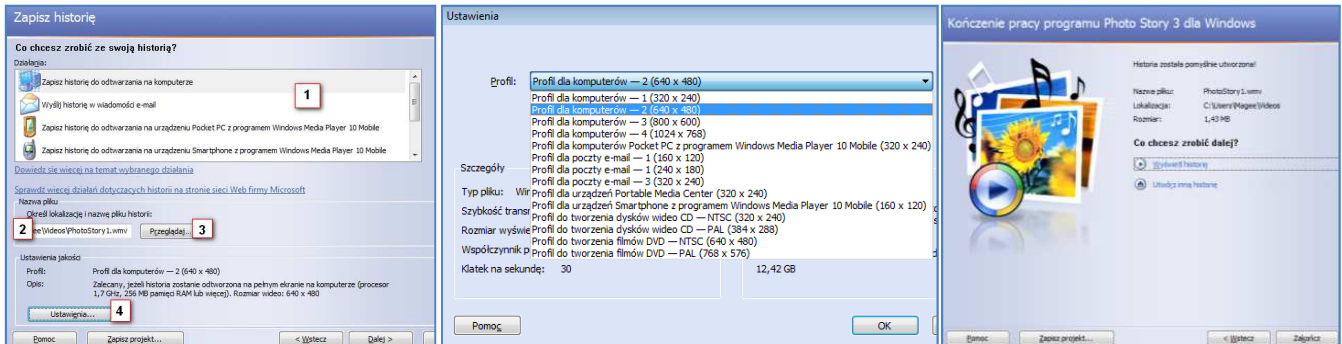 Zapisz historię
Co chcesz zrobić ze swoją historią?
Działania:
Zapisz historię do odtwarzania na komputerze
1
Wyślij historię w wiadomości e-mail
Zapisz historię do odtwarzania na urządzeniu Pocket PC z programem Windows Media Player 10 Mobile
Zapisz historię do odtwarzania na urządzeniu Smartphone z programem Windows Media Player 10 Mobile
Dowiedz się więcej na temat wybranego działania
Sprawdź więcej działań dotyczących historii na stronie sieci Web firmy Microsoft
Nazwa pliku
Określ lokalizację i nazwę pliku historii:
2
ee\Videos\PhotoStory1.wmv
Przeglądaj...
3
Ustawienia jakości
Profil: Profil dla komputerów — 2 (640 x 480)
Opis: Zalecany, jeżeli historia zostanie odtworzona na pełnym ekranie na komputerze (procesor
1,7 GHz, 256 MB pamięci RAM lub więcej). Rozmiar wideo: 640 x 480
Ustawienia...
4
Pomoc
Zapisz projekt...
< Wstecz
Dalej >
Ustawienia
Profil: Profil dla komputerów — 2 (640 x 480)
Profil dla komputerów — 1 (320 x 240)
Profil dla komputerów — 2 (640 x 480)
Profil dla komputerów — 3 (800 x 600)
Profil dla komputerów — 4 (1024 x 768)
Profil dla komputerów Pocket PC z programem Windows Media Player 10 Mobile (320 x 240)
Profil dla poczty e-mail — 1 (160 x 120)
Profil dla poczty e-mail — 1 (240 x 180)
Profil dla poczty e-mail — 3 (320 x 240)
Profil dla urządzeń Portable Media Center (320 x 240)
Profil dla urządzeń Smartphone z programem Windows Media Player 10 Mobile (160 x 120)
Profil do tworzenia dysków wideo CD — NTSC (320 x 240)
Profil do tworzenia dysków wideo CD — PAL (384 x 288)
Profil do tworzenia filmów DVD — NTSC (640 x 480)
Profil do tworzenia filmów DVD — PAL (768 x 576)
Szczegóły
Typ pliku: Wir
Szybkość transm
Rozmiar wyświe
Współczynnik p
Klatek na sekundę: 30
12,42 GB
Pomoc
OK
Kończenie pracy programu Photo Story 3 dla Windows
Historia została pomyślnie utworzona!
Nazwa pliku: PhotoStory1.wmv
Lokalizacja: C:\Users\Magee\Videos
Rozmiar: 1,43 MB
Co chcesz zrobić dalej?
Wyświetl historię
Utwórz inną historię
Pomoc
Zapisz projekt...
< Wstecz
Zakończ